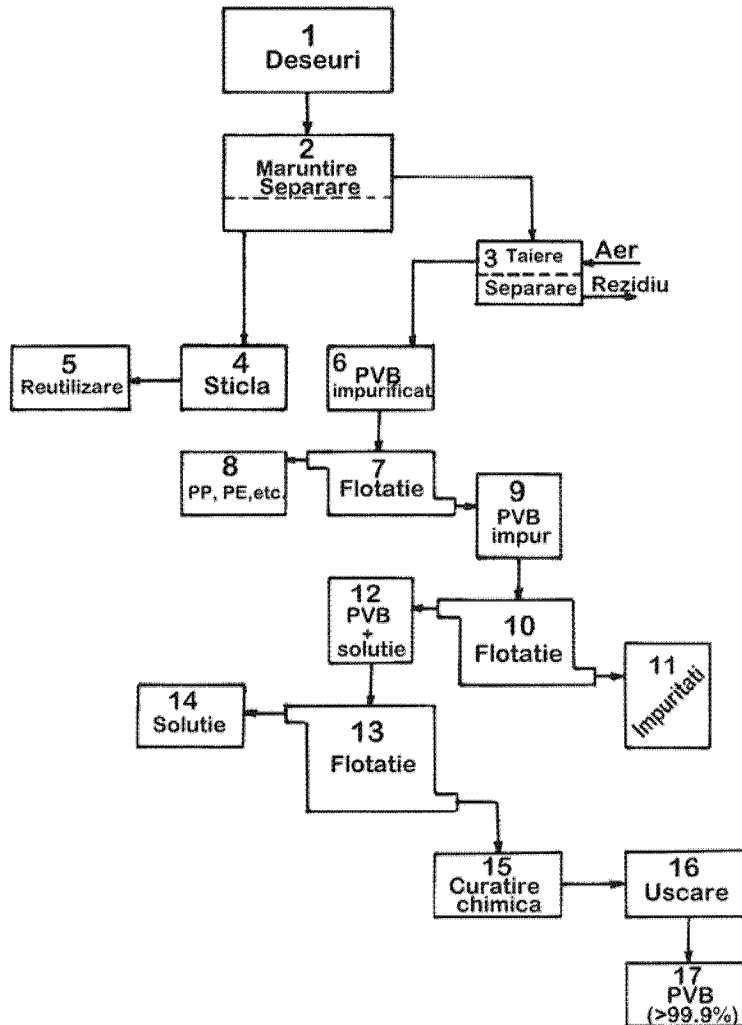 1
Deseuri
2
Maruntire
Separare
3 Taiere
Separare
Aer
Rezidiu
5
Reutilizare
4
Sticla
6
PVB
impurificat
8
PP, PE,etc.
7
Flotatie
9
PVB
impur
12
PVB
+
solutie
10
Flotatie
11
Impuritati
14
Solutie
13
Flotatie
15
Curatire
chimica
16
Uscare
17
PVB
(>99.9%)